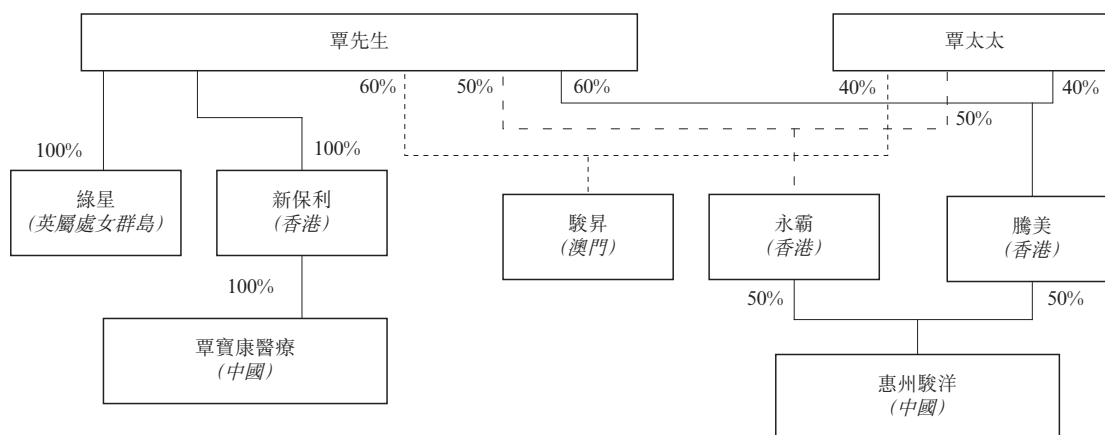 覃先生
覃太太
60%
50%
60%
40%
40%
50%
100%
100%
綠星
(英屬處女群島)
新保利
(香港)
駿昇
(澳門)
永霸
(香港)
騰美
(香港)
100%
50%
50%
覃寶康醫療
(中國)
惠州駿洋
(中國)